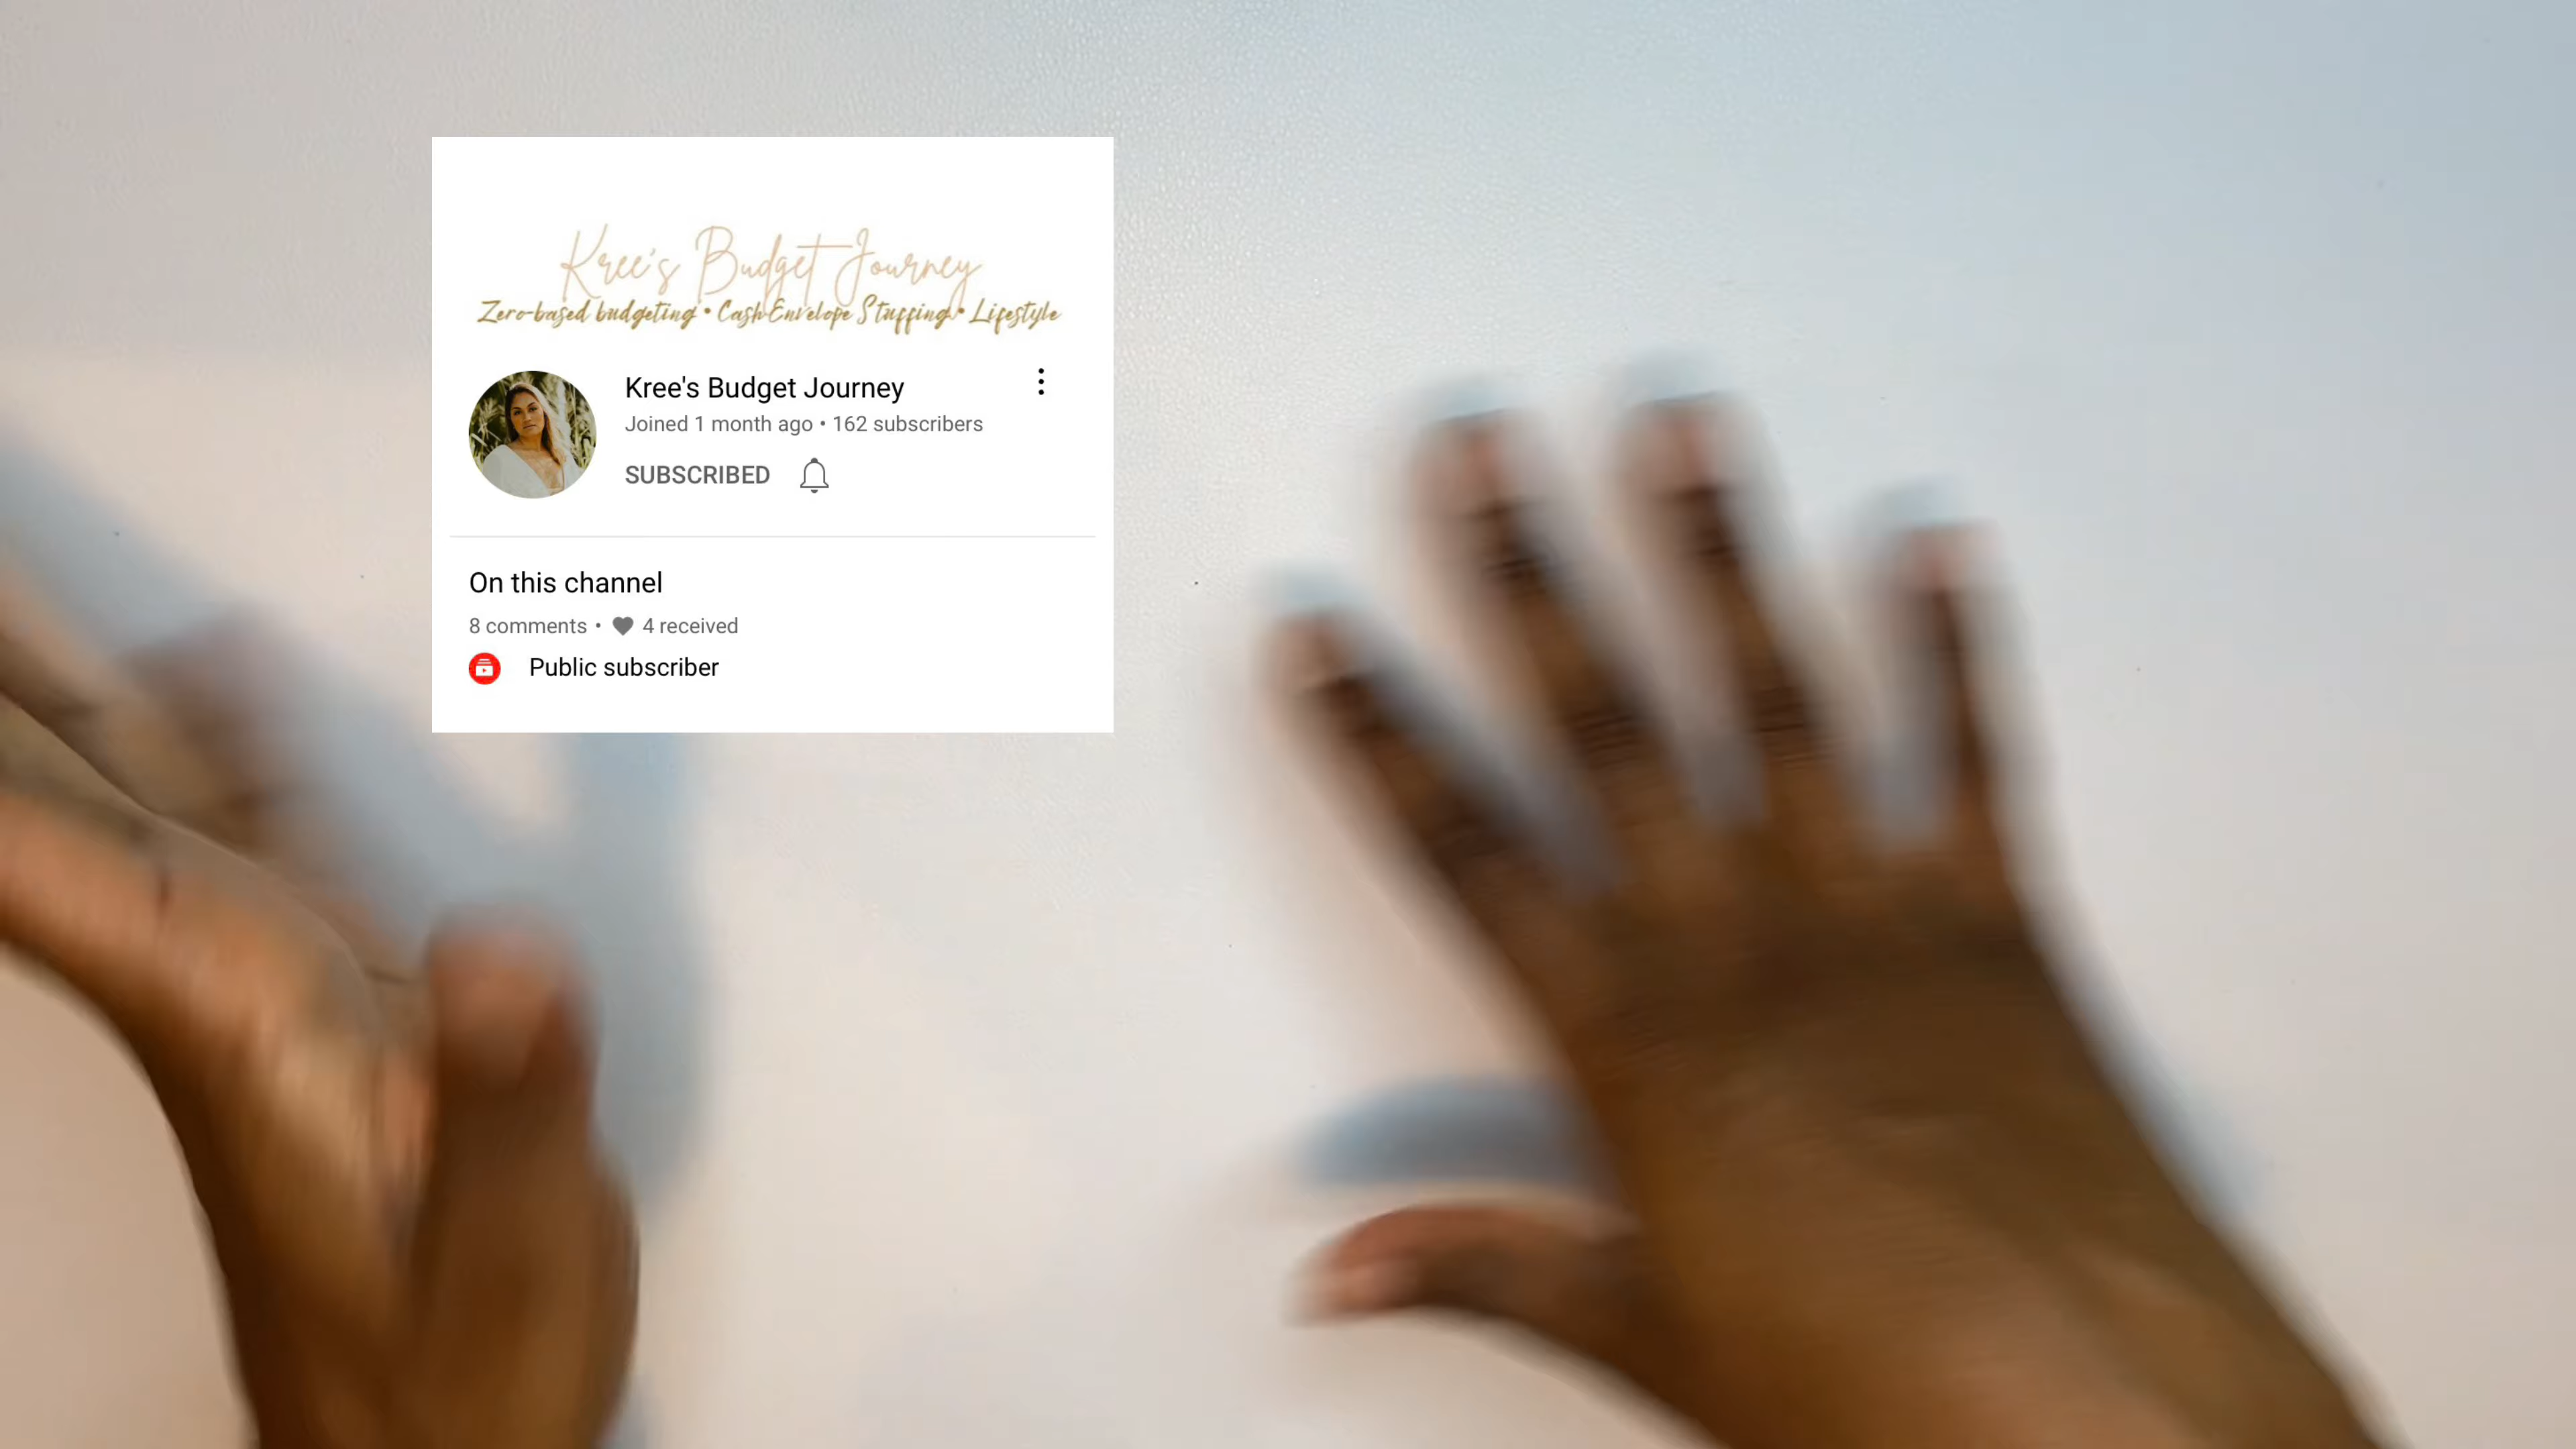 Kree's Budget Journey
Zero-based budgeting • Cash Envelope Stuffing • Lifestyle
Kree's Budget Journey
Joined 1 month ago • 162 subscribers
SUBSCRIBED
On this channel
8 comments • 4 received
Public subscriber